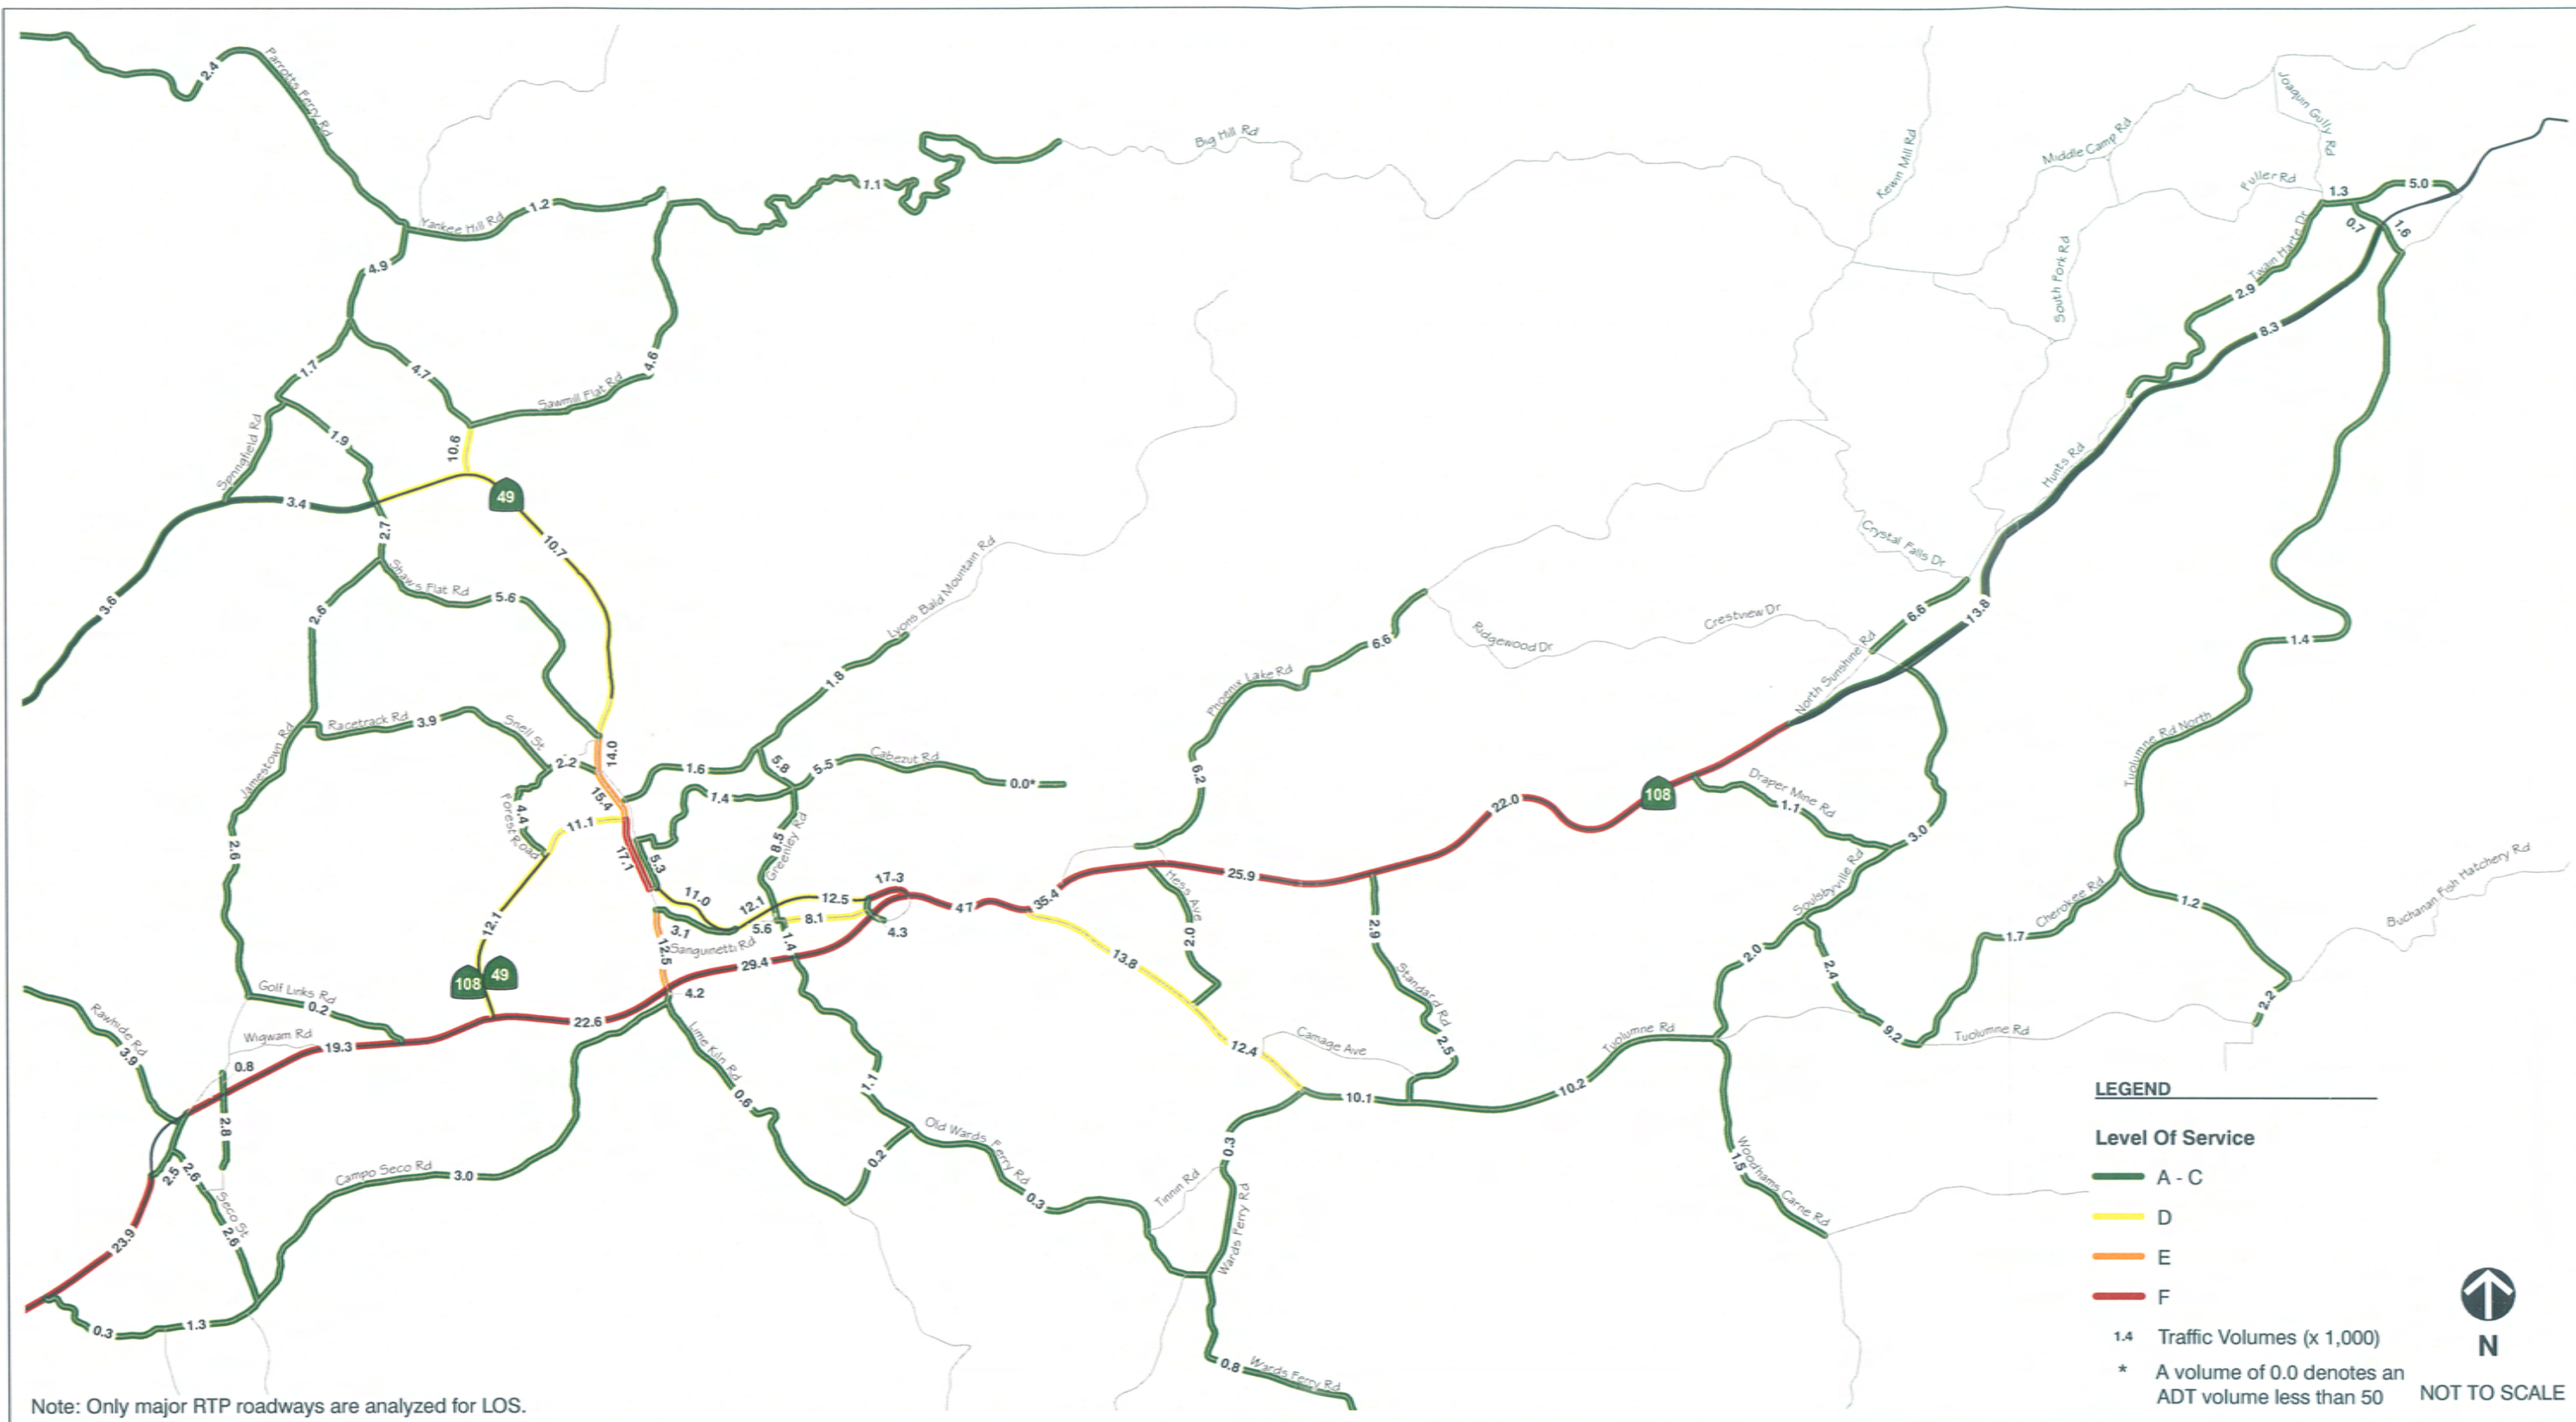 2.4
Parrotts Ferry Rd
Big Hill Rd
Kewin Mill Rd
Middle Camp Rd
Joaquin Gully Rd
Fuller Rd
1.3
5.0
1.1
Yankee Hill Rd
1.2
0.7
1.6
Twain Harte Dr
South Fork Rd
4.9
2.9
8.3
1.7
4.7
4.6
Sawmill Flat Rd
Springfield Rd
1.9
10.6
Hunts Rd
3.4
49
2.7
10.7
Crystal Falls Dr
Lyons Bald Mountain Rd
Shaws Flat Rd
5.6
3.6
2.6
6.6
Ridgewood Dr
Crestview Dr
North Sunshine Rd
6.6
13.8
1.4
1.8
Phoenix Lake Rd
Jamestown Rd
Racetrack Rd
3.9
Snell St
Tuolumne Rd North
2.2
14.0
1.6
5.8
5.5
Cabezut Rd
0.0*
6.2
15.4
1.4
108
22.0
Draper Mine Rd
1.1
Forest Road
4.4
11.1
17.1
5.3
8.5
Greenley Rd
3.0
2.6
25.9
Hess Ave
Soulsbyville Rd
Buchanan Fish Hatchery Rd
17.3
11.0
12.1
12.5
8.1
47
35.4
Cherokee Rd
1.2
12.1
3.1
5.6
1.4
4.3
2.0
2.9
1.7
12.5
Sanguinetti Rd
29.4
13.8
2.0
2.4
108
49
Standard Rd
Golf Links Rd
0.2
4.2
2.2
Rawhide Rd
3.9
Wigwam Rd
19.3
22.6
Lime Kiln Rd
12.4
Camage Ave
2.5
Tuolumne Rd
9.2
Tuolumne Rd
0.8
1.1
0.6
10.1
10.2
2.8
Old Wards Ferry Rd
0.3
2.5
2.6
Campo Seco Rd
3.0
0.2
Tinnin Rd
1.5
Woodhams Carne Rd
Seco St
2.6
0.3
Wards Ferry Rd
23.9
0.3
1.3
0.8
Wards Ferry Rd
LEGEND
Level Of Service
A - C
D
E
F
1.4 Traffic Volumes (x 1,000)
* A volume of 0.0 denotes an
ADT volume less than 50
N
NOT TO SCALE
Note: Only major RTP roadways are analyzed for LOS.